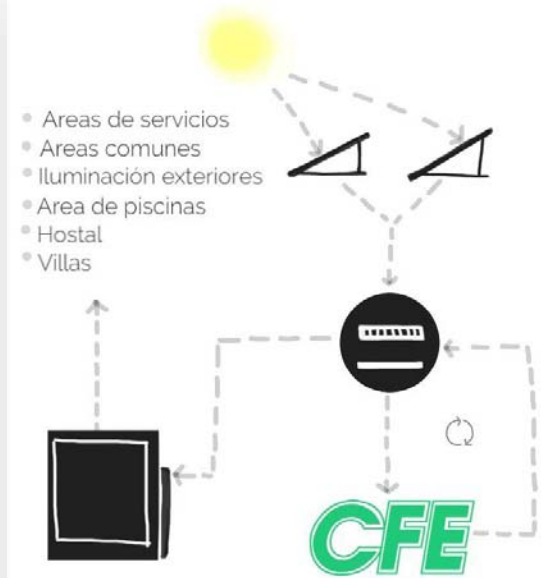 Areas de servicios
Areas comunes
Iluminación exteriores
Area de piscinas
Hostal
Villas
CFE